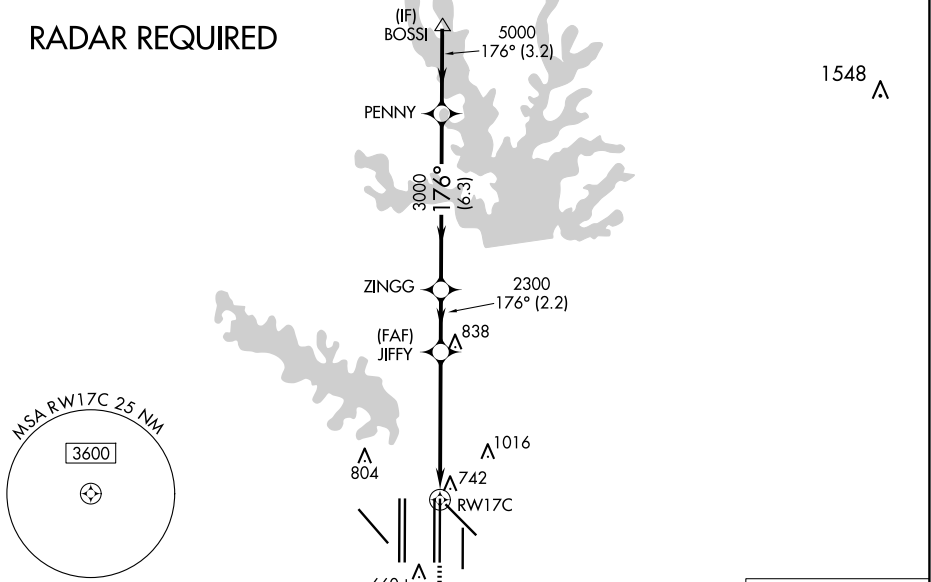 RADAR REQUIRED
(IF)
BOSSI
5000
176° (3.2)
1548
PENNY
3000
176°
(6.3)
ZINGG
2300
176° (2.2)
(FAF)
JIFFY
838
MSA RW17C 25 NM
3600
804
1016
742
RW17C